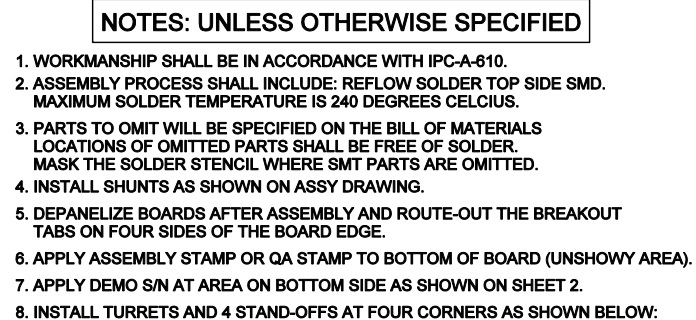 NOTES: UNLESS OTHERWISE SPECIFIED
1. WORKMANSHIP SHALL BE IN ACCORDANCE WITH IPC-A-610.
2. ASSEMBLY PROCESS SHALL INCLUDE: REFLOW SOLDER TOP SIDE SMD.
MAXIMUM SOLDER TEMPERATURE IS 240 DEGREES CELCIUS.
3. PARTS TO OMIT WILL BE SPECIFIED ON THE BILL OF MATERIALS
LOCATIONS OF OMITTED PARTS SHALL BE FREE OF SOLDER.
MASK THE SOLDER STENCIL WHERE SMT PARTS ARE OMITTED.
4. INSTALL SHUNTS AS SHOWN ON ASSY DRAWING.
5. DEPANELIZE BOARDS AFTER ASSEMBLY AND ROUTE-OUT THE BREAKOUT
TABS ON FOUR SIDES OF THE BOARD EDGE.
6. APPLY ASSEMBLY STAMP OR QA STAMP TO BOTTOM OF BOARD (UNSHOWY AREA).
7. APPLY DEMO S/N AT AREA ON BOTTOM SIDE AS SHOWN ON SHEET 2.
8. INSTALL TURRETS AND 4 STAND-OFFS AT FOUR CORNERS AS SHOWN BELOW: